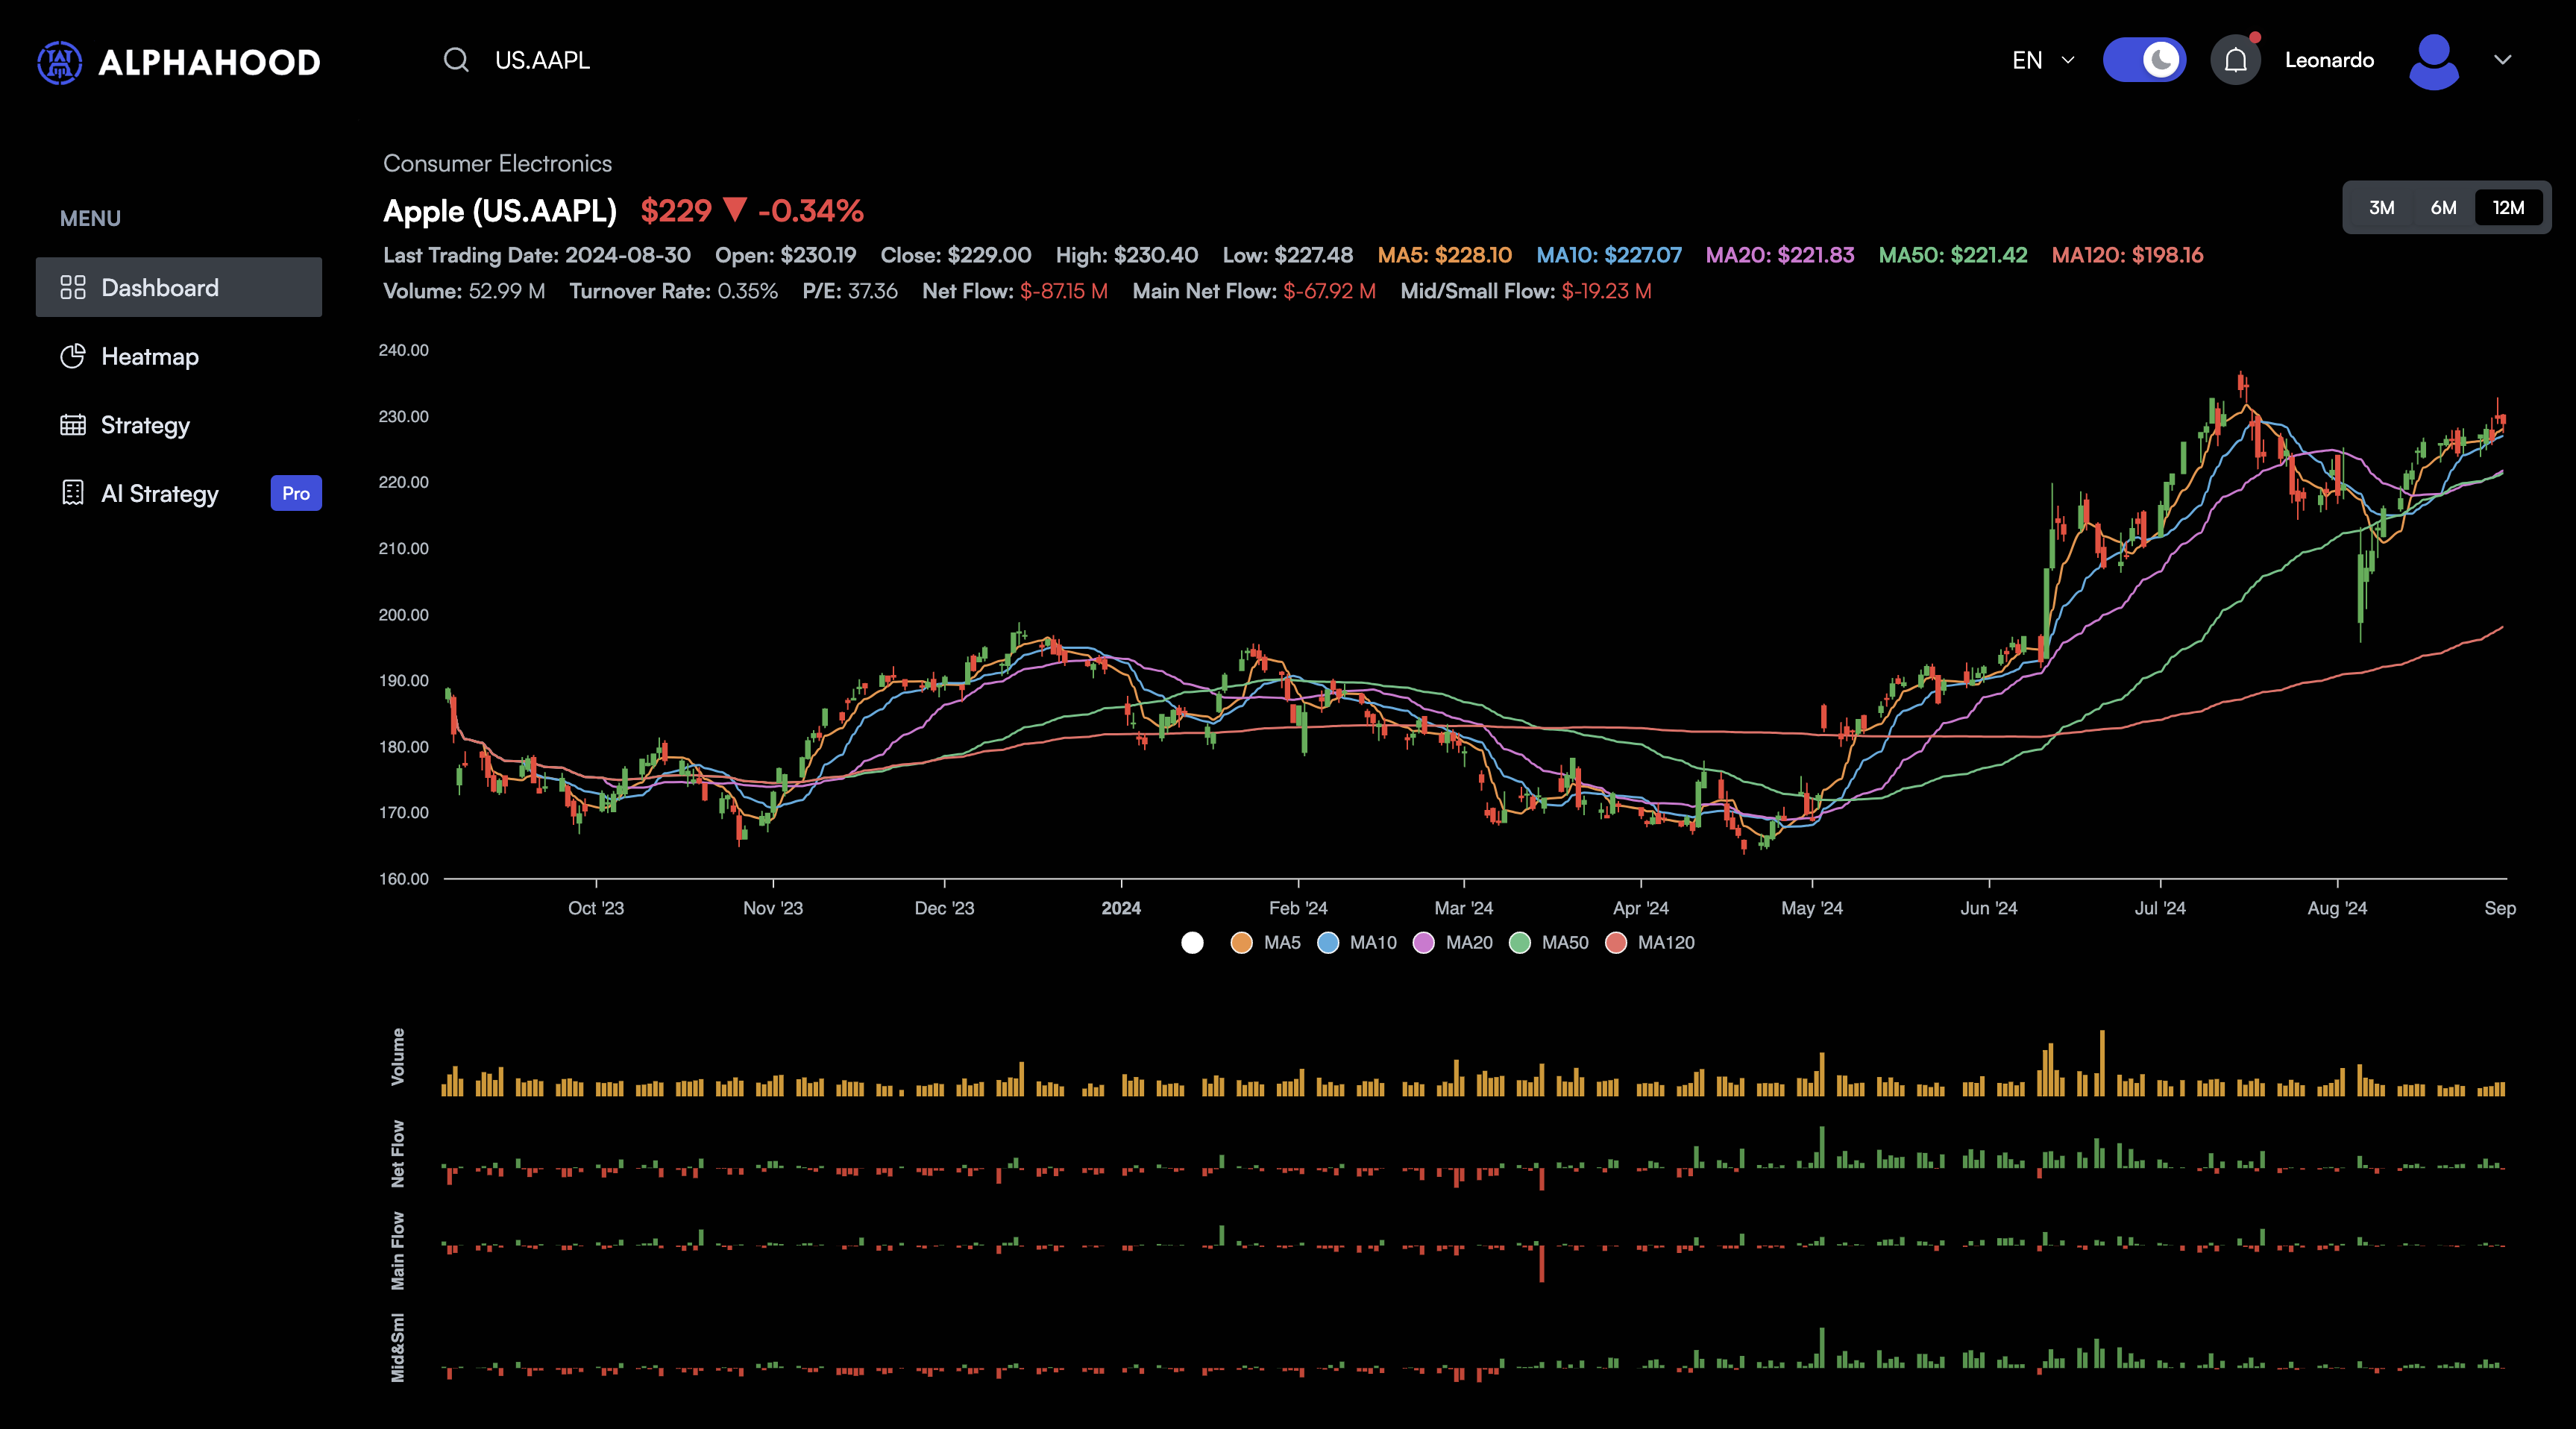 ALPHAHOOD
US.AAPL
EN
Leonardo
MENU
Dashboard
Heatmap
Strategy
AI Strategy Pro
Consumer Electronics
Apple (US.AAPL) $229 ▼ -0.34%
3M 6M 12M
Last Trading Date: 2024-08-30 Open: $230.19 Close: $229.00 High: $230.40 Low: $227.48 MA5: $228.10 MA10: $227.07 MA20: $221.83 MA50: $221.42 MA120: $198.16
Volume: 52.99 M Turnover Rate: 0.35% P/E: 37.36 Net Flow: $-87.15 M Main Net Flow: $-67.92 M Mid/Small Flow: $-19.23 M
240.00
230.00
220.00
210.00
200.00
190.00
180.00
170.00
160.00
Oct '23 Nov '23 Dec '23 2024 Feb '24 Mar '24 Apr '24 May '24 Jun '24 Jul '24 Aug '24 Sep
MA5 MA10 MA20 MA50 MA120
Volume
Net Flow
Main Flow
Mid&Sml